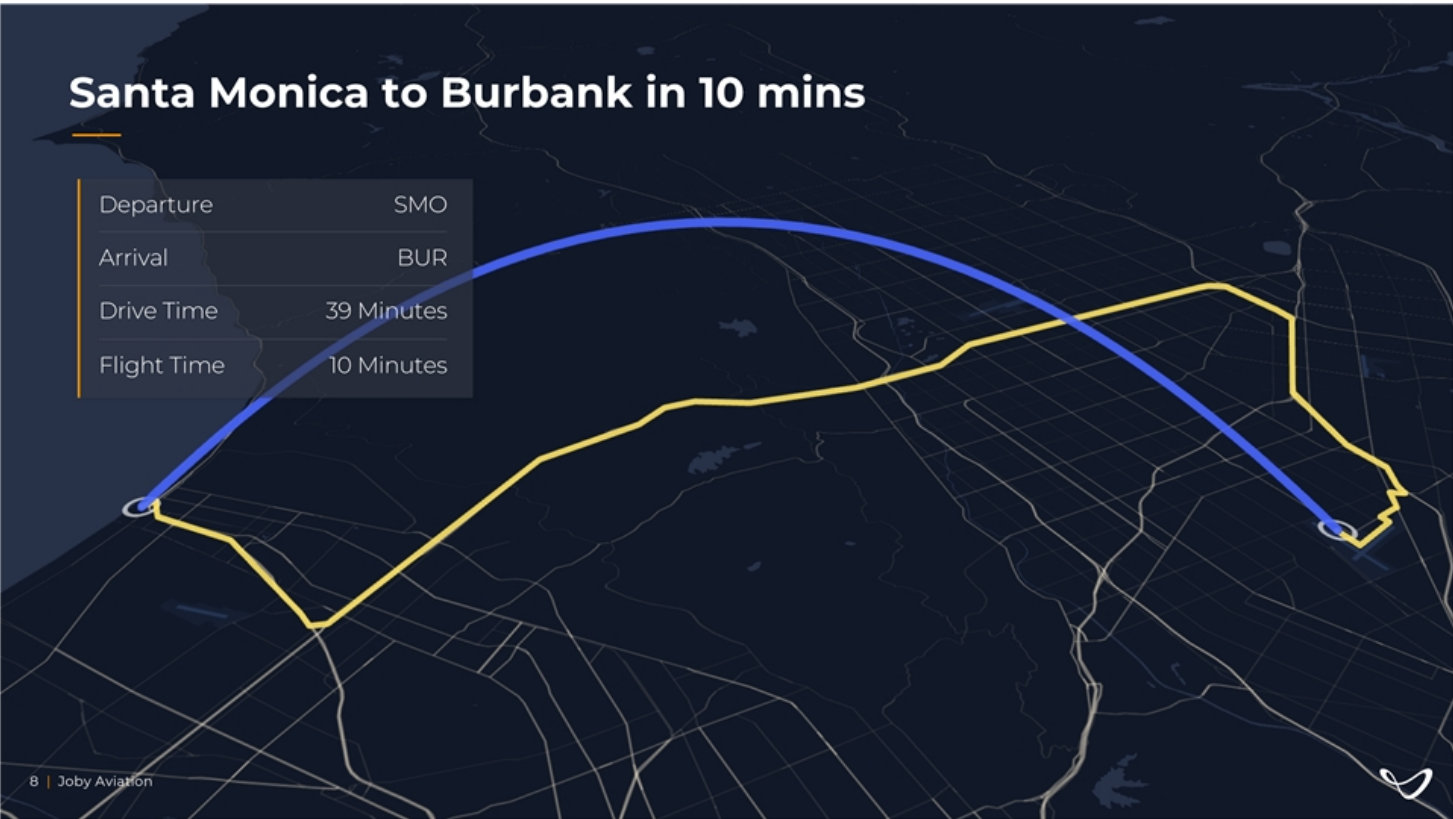 Santa Monica to Burbank in 10 mins
Departure SMO
Arrival BUR
Drive Time 39 Minutes
Flight Time 10 Minutes
8 | Joby Aviation